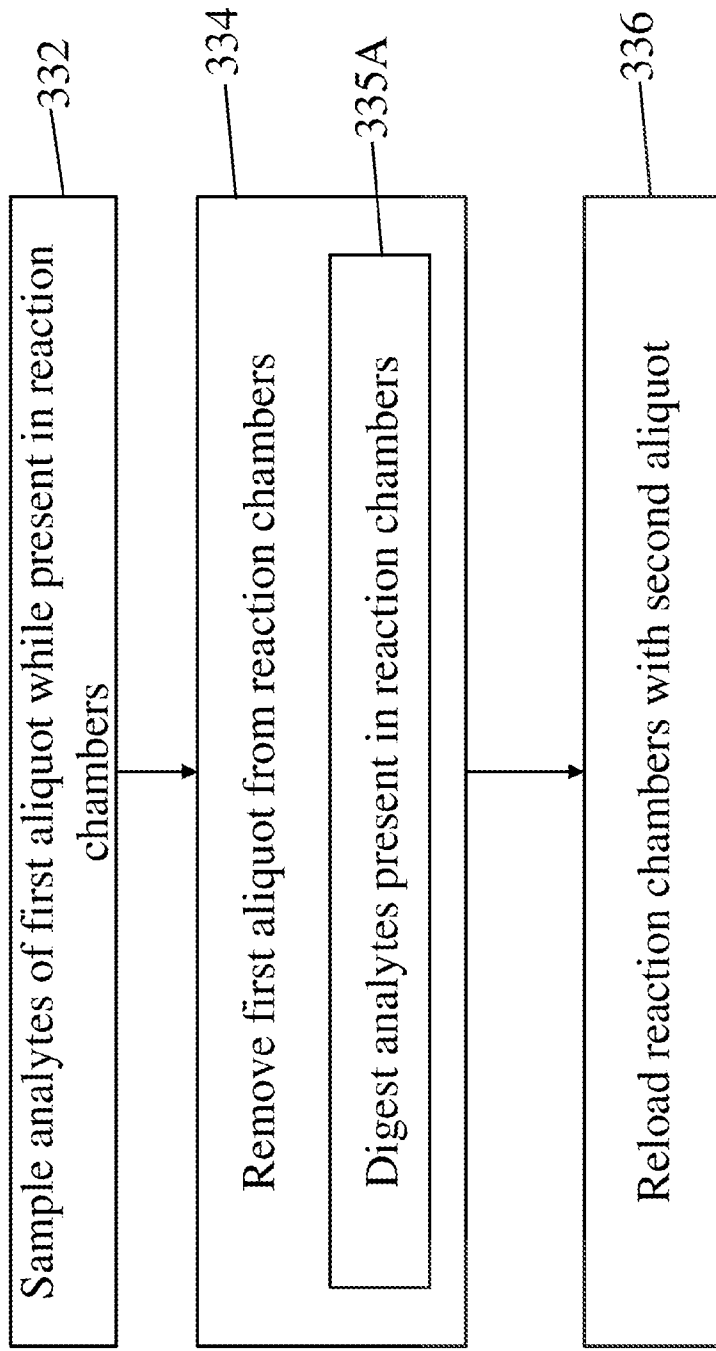 Sample analytes of first aliquot while present in reaction
chambers
332
Remove first aliquot from reaction chambers
334
Digest analytes present in reaction chambers
335A
Reload reaction chambers with second aliquot
336